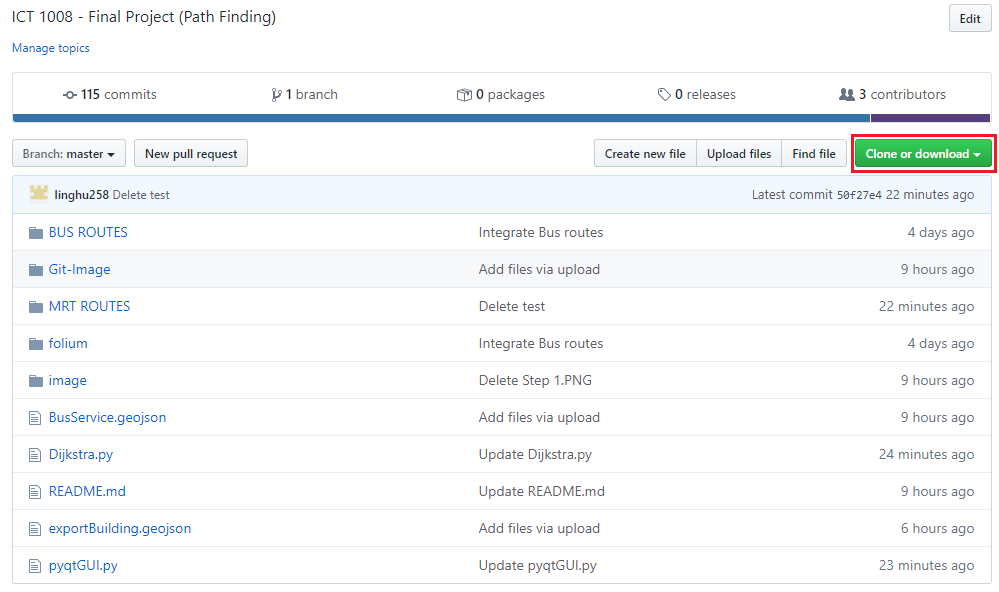 ICT 1008 - Final Project (Path Finding) Edit
Manage topics
115 commits 1 branch 0 packages 0 releases 3 contributors
Branch: master New pull request Create new file Upload files Find file Clone or download
linghu258 Delete test Latest commit 50f27e4 22 minutes ago
BUS ROUTES Integrate Bus routes 4 days ago
Git-Image Add files via upload 9 hours ago
MRT ROUTES Delete test 22 minutes ago
folium Integrate Bus routes 4 days ago
image Delete Step 1.PNG 9 hours ago
BusService.geojson Add files via upload 9 hours ago
Dijkstra.py Update Dijkstra.py 24 minutes ago
README.md Update README.md 9 hours ago
exportBuilding.geojson Add files via upload 6 hours ago
pyqtGUI.py Update pyqtGUI.py 23 minutes ago